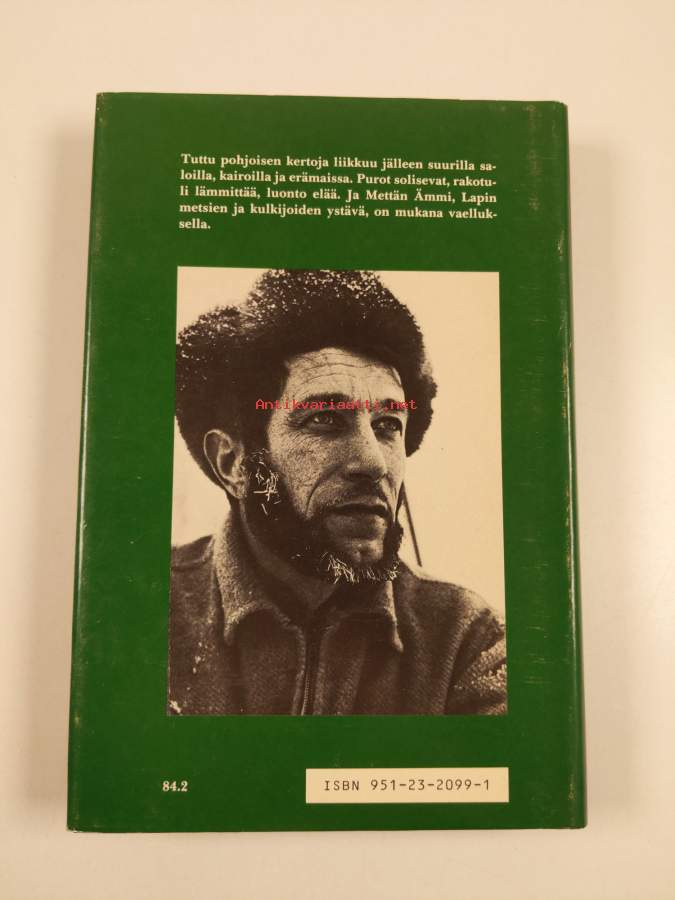 Tuttu pohjoisen kertoja liikkuu jälleen suurilla sa-
loilla, kairoilla ja erämaissa. Purot solisevat, rakotu-
li lämmittää, luonto elää. Ja Mettän Ämmi, Lapin
metsien ja kulkijoiden ystävä, on mukana vaelluk-
sella.
Antikvariaatti.net
84.2
ISBN 951-23-2099-1